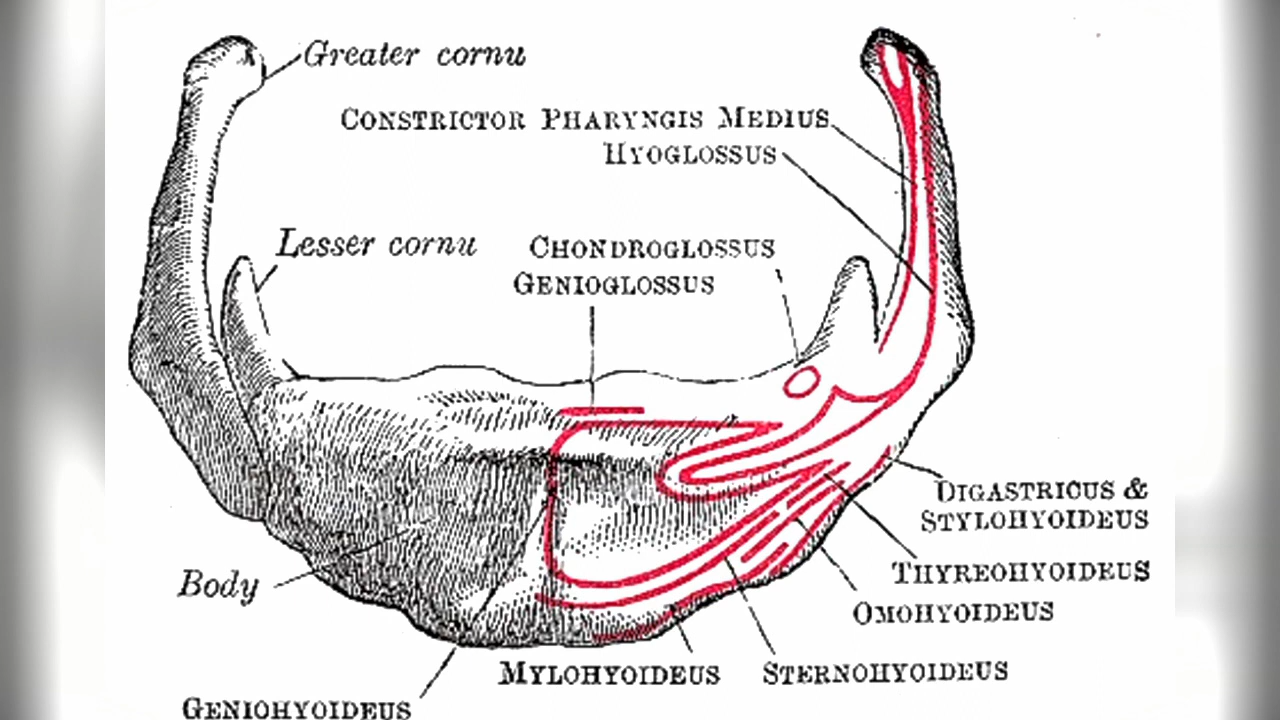 Greater cornu
CONSTRICTOR PHARYNGIS MEDIUS
HYOGLOSSUS
Lesser cornu
CHONDROGLOSSUS
GENIOGLOSSUS
DIGASTRICUS &
STYLOHYOIDEUS
THYREOHYOIDEUS
Body
OMOHYOIDEUS
MYLOHYOIDEUS
STERNOHYOIDEUS
GENIOHYOIDEUS